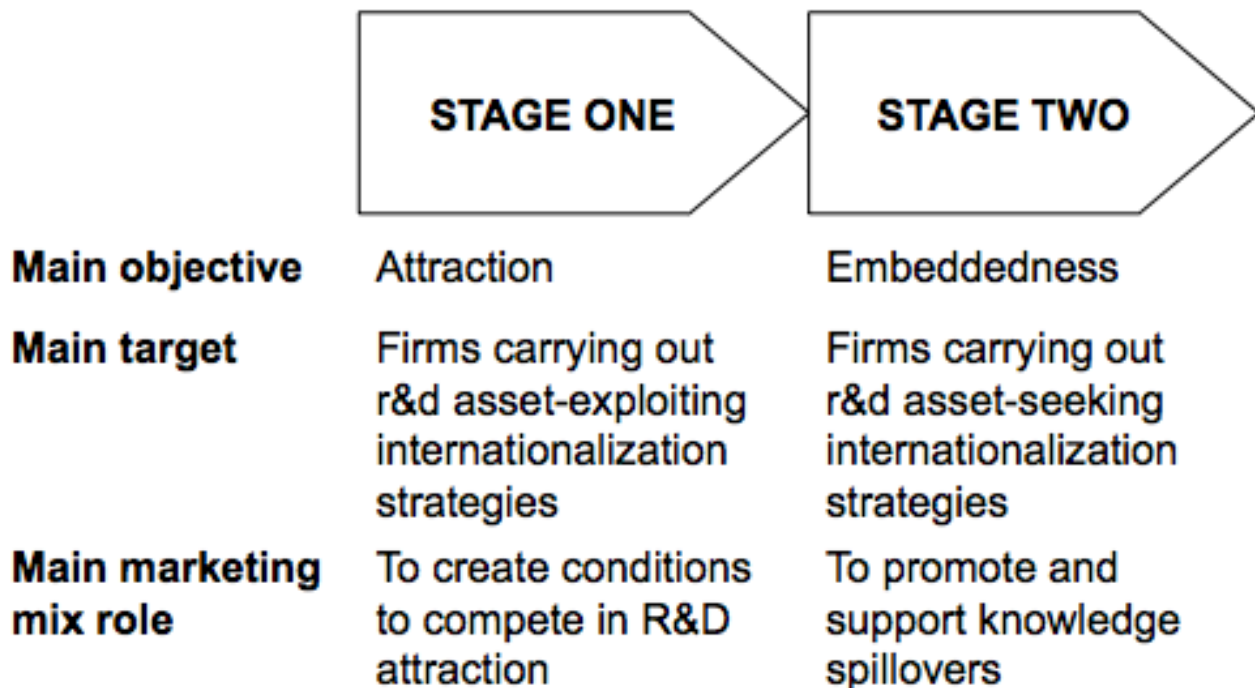 STAGE ONE
STAGE TWO
Main objective
Attraction
Embeddedness
Main target
Firms carrying out
r&d asset-exploiting
internationalization
strategies
Firms carrying out
r&d asset-seeking
internationalization
strategies
Main marketing
mix role
To create conditions
to compete in R&D
attraction
To promote and
support knowledge
spillovers